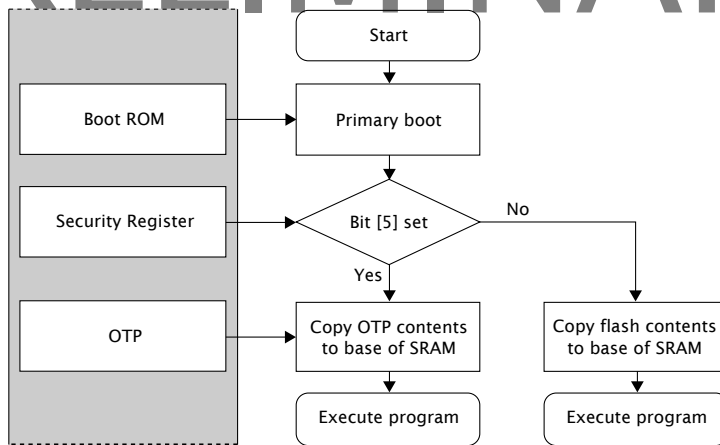 Start
Boot ROM
Primary boot
Security Register
Bit [5] set
No
Yes
OTP
Copy OTP contents
to base of SRAM
Copy flash contents
to base of SRAM
Execute program
Execute program